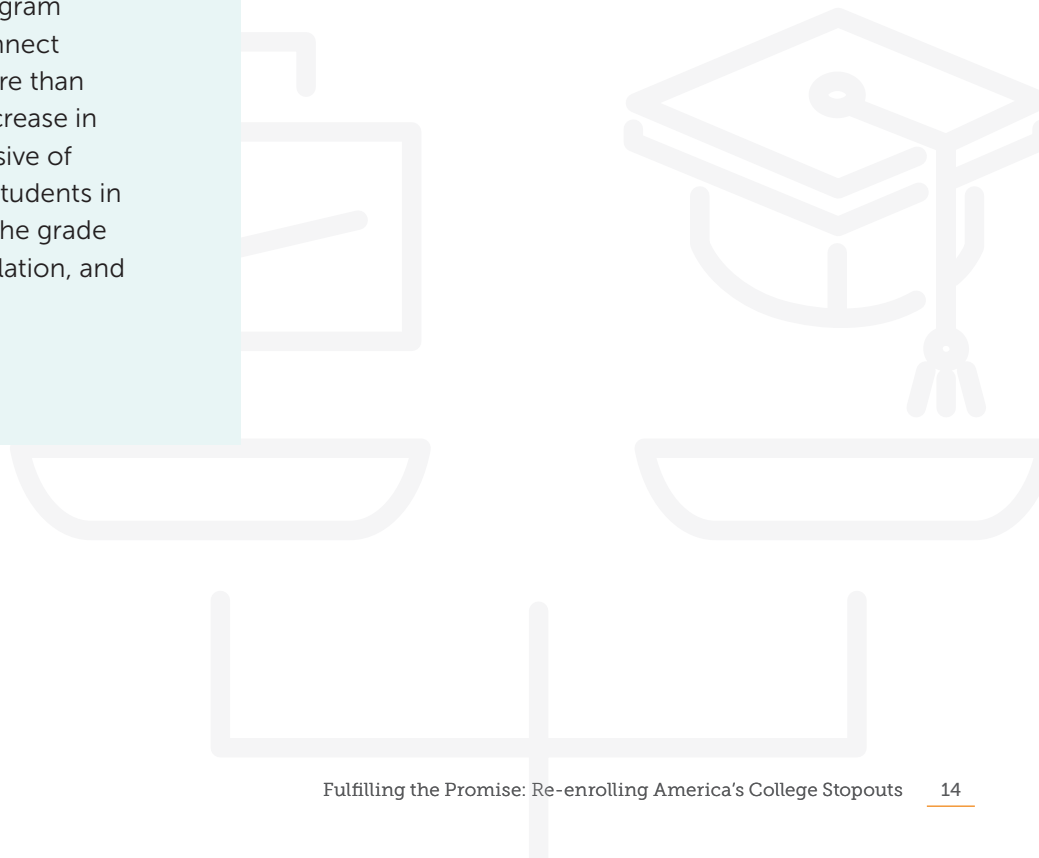 gram
nnect
re than
crease in
sive of
tudents in
he grade
lation, and
Fulfilling the Promise: Re-enrolling America’s College Stopouts 14